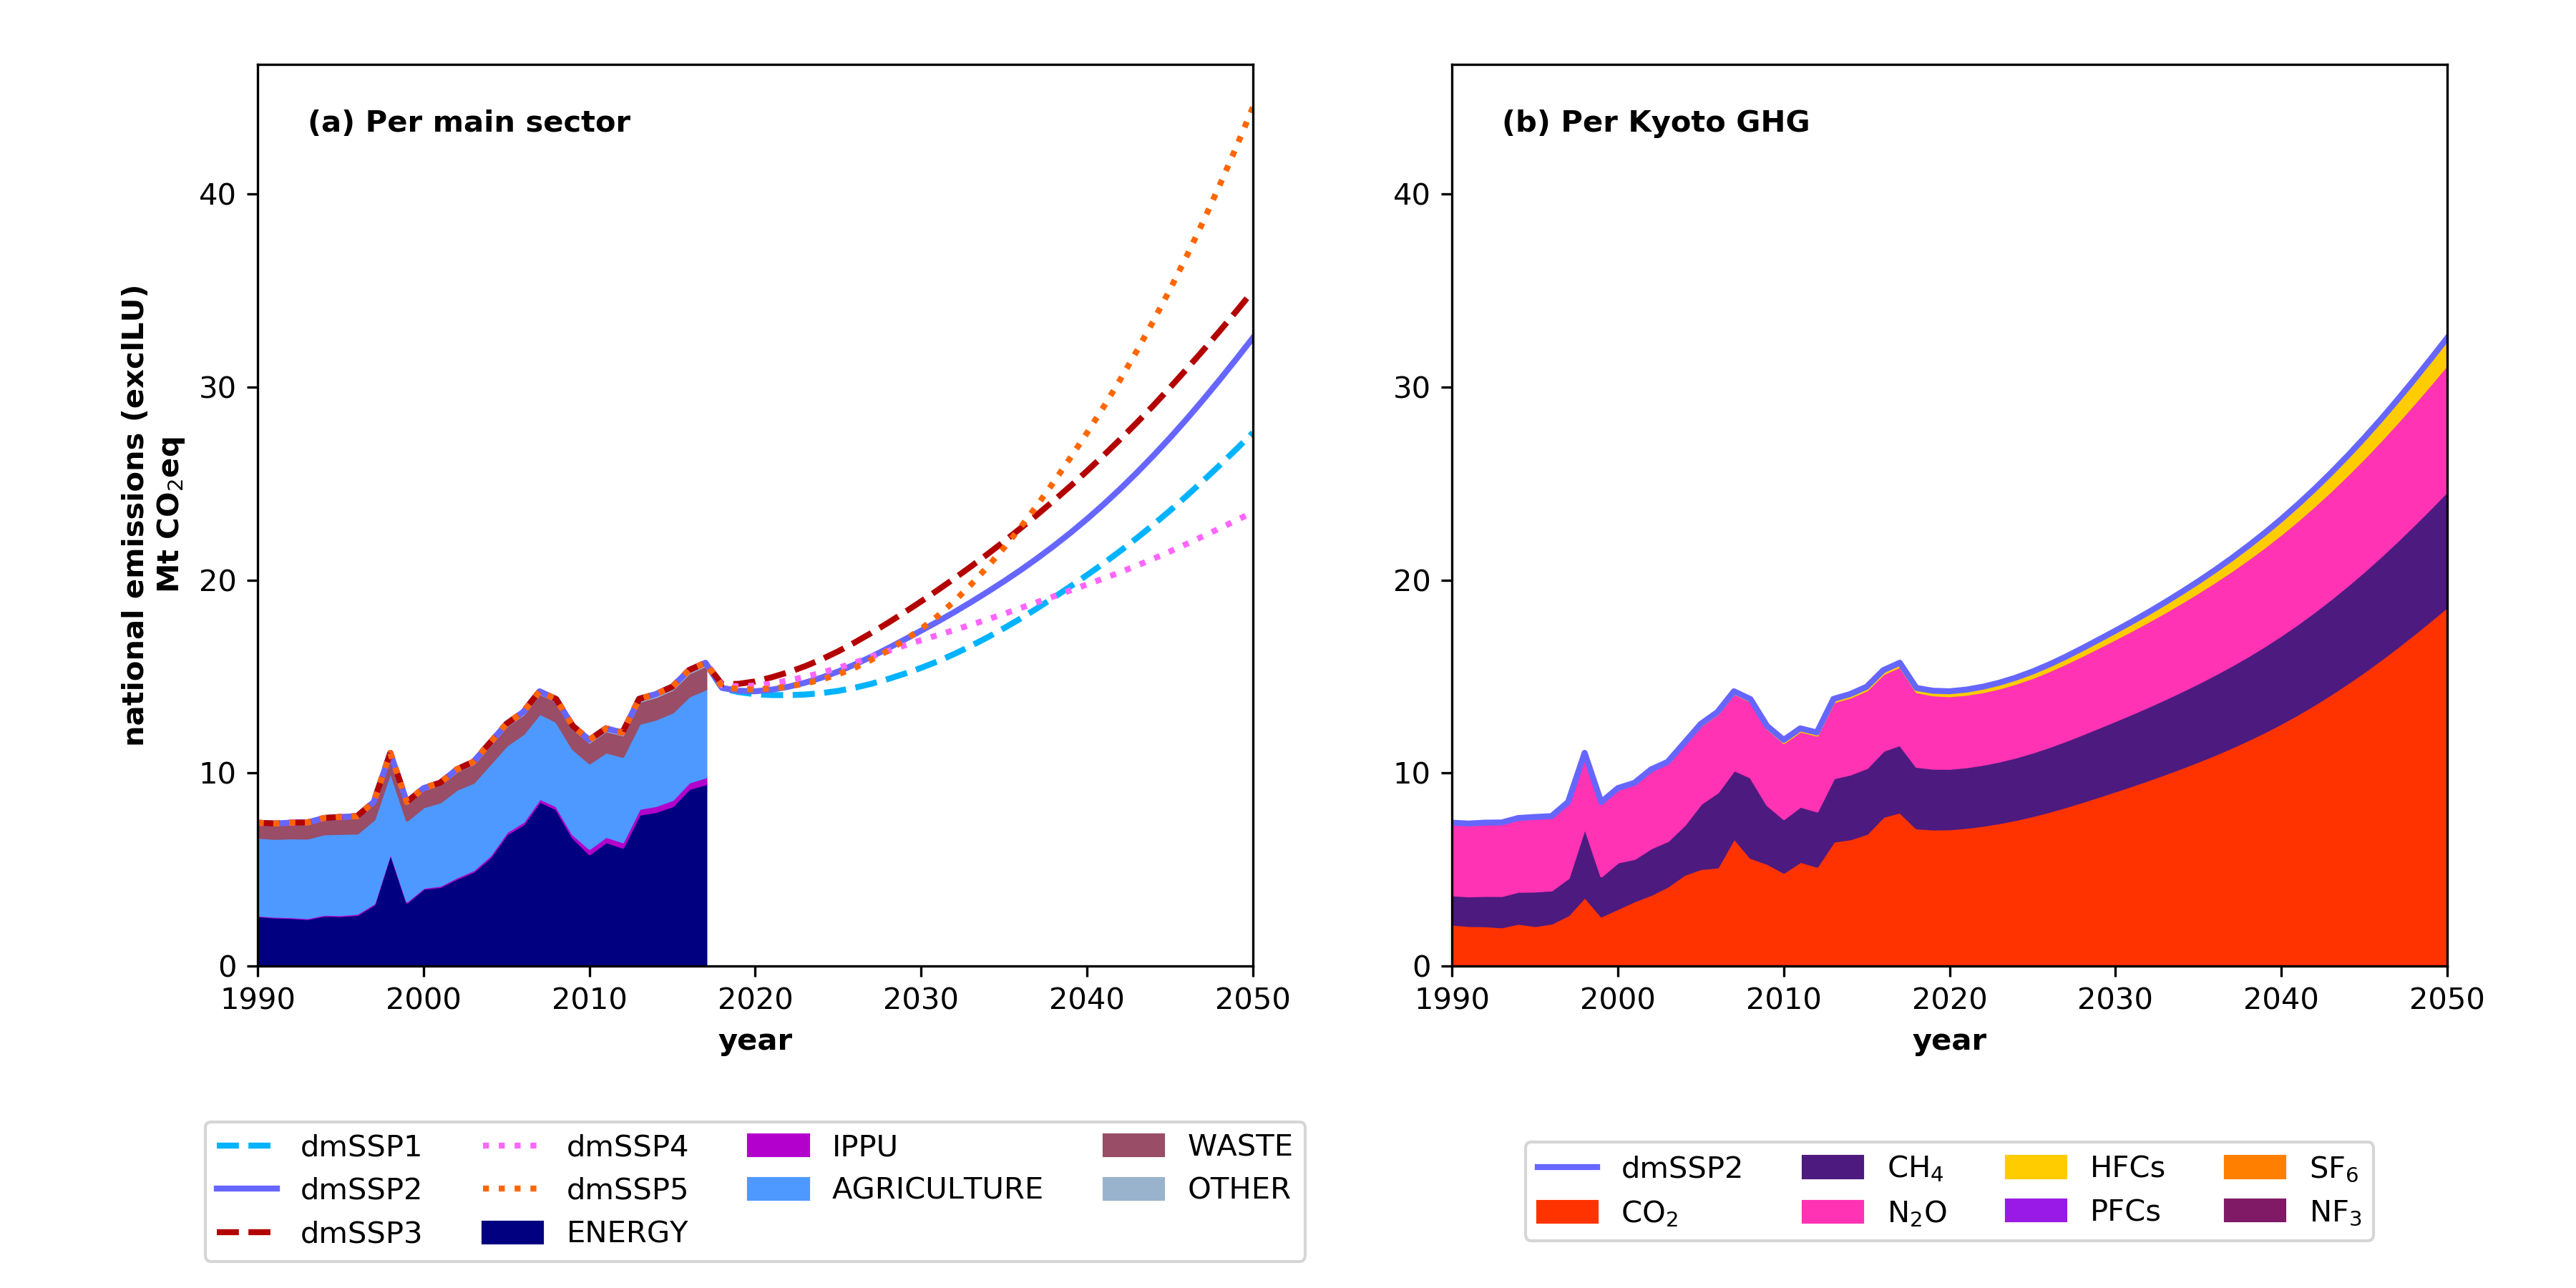 (a) Per main sector
national emissions (exclLU)
Mt CO₂eq
40
30
20
10
0
1990 2000 2010 2020 2030 2040 2050
year
dmSSP1 dmSSP4 IPPU WASTE
dmSSP2 dmSSP5 AGRICULTURE OTHER
dmSSP3 ENERGY
(b) Per Kyoto GHG
40
30
20
10
0
1990 2000 2010 2020 2030 2040 2050
year
dmSSP2 CH₄ HFCs SF₆
CO₂ N₂O PFCs NF₃